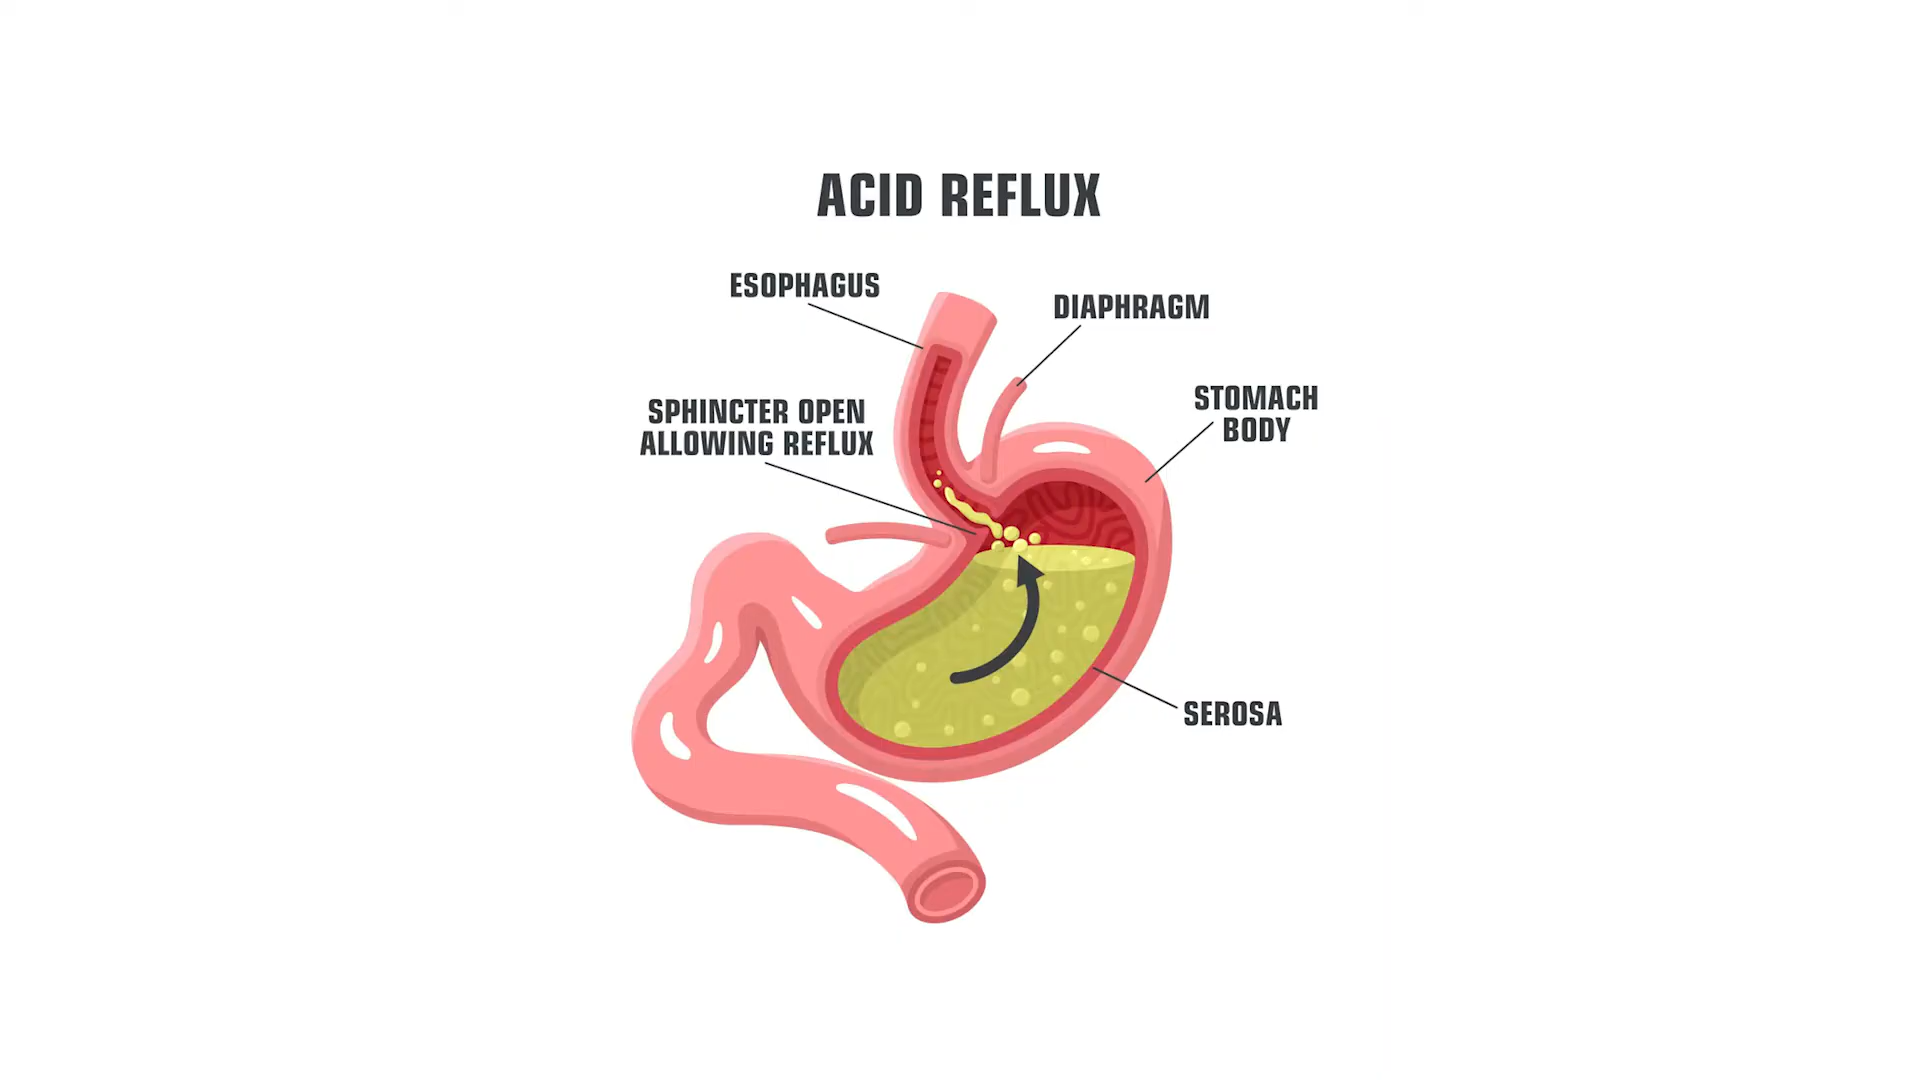 ACID REFLUX
ESOPHAGUS
DIAPHRAGM
STOMACH
BODY
SPHINCTER OPEN
ALLOWING REFLUX
SEROSA